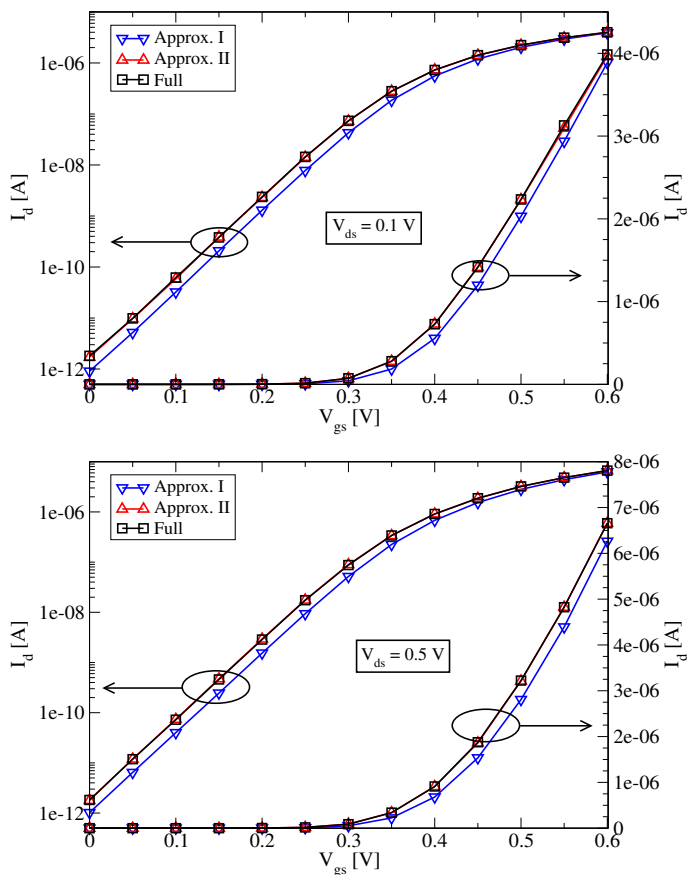 Approx. I
Approx. II
Full
1e-06
1e-08
1e-10
1e-12
I_d [A]
V_ds = 0.1 V
4e-06
3e-06
2e-06
1e-06
0
I_d [A]
0 0.1 0.2 0.3 0.4 0.5 0.6
V_gs [V]
Approx. I
Approx. II
Full
1e-06
1e-08
1e-10
1e-12
I_d [A]
V_ds = 0.5 V
8e-06
7e-06
6e-06
5e-06
4e-06
3e-06
2e-06
1e-06
0
I_d [A]
0 0.1 0.2 0.3 0.4 0.5 0.6
V_gs [V]